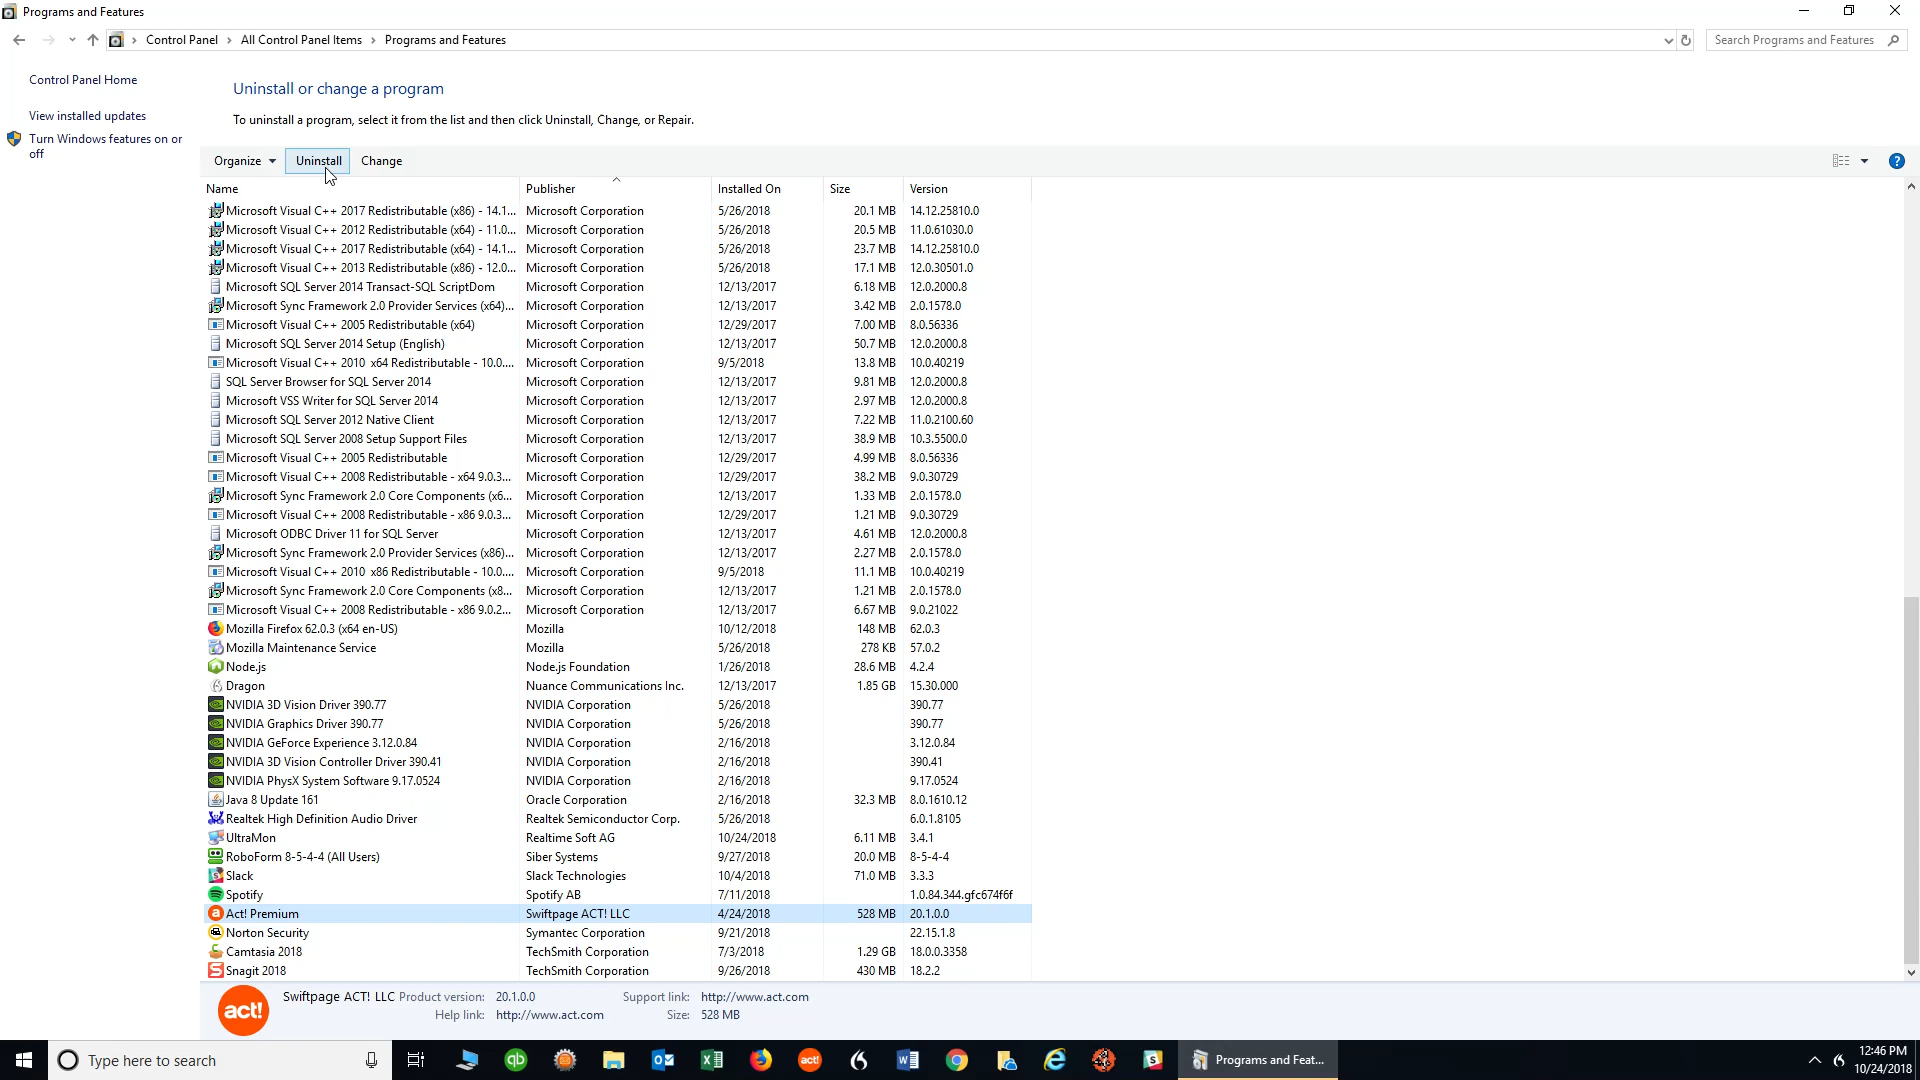 Programs and Features
Control Panel > All Control Panel Items > Programs and Features
Search Programs and Features
Control Panel Home
View installed updates
Turn Windows features on or
off
Uninstall or change a program
To uninstall a program, select it from the list and then click Uninstall, Change, or Repair.
Organize Uninstall Change
Name Publisher Installed On Size Version
Microsoft Visual C++ 2017 Redistributable (x86) - 14.1... Microsoft Corporation 5/26/2018 20.1 MB 14.12.25810.0
Microsoft Visual C++ 2012 Redistributable (x64) - 11.0... Microsoft Corporation 5/26/2018 20.5 MB 11.0.61030.0
Microsoft Visual C++ 2017 Redistributable (x64) - 14.1... Microsoft Corporation 5/26/2018 23.7 MB 14.12.25810.0
Microsoft Visual C++ 2013 Redistributable (x86) - 12.0... Microsoft Corporation 5/26/2018 17.1 MB 12.0.30501.0
Microsoft SQL Server 2014 Transact-SQL ScriptDom Microsoft Corporation 12/13/2017 6.18 MB 12.0.2000.8
Microsoft Sync Framework 2.0 Provider Services (x64)... Microsoft Corporation 12/13/2017 3.42 MB 2.0.1578.0
Microsoft Visual C++ 2005 Redistributable (x64) Microsoft Corporation 12/29/2017 7.00 MB 8.0.56336
Microsoft SQL Server 2014 Setup (English) Microsoft Corporation 12/13/2017 50.7 MB 12.0.2000.8
Microsoft Visual C++ 2010 x64 Redistributable - 10.0.... Microsoft Corporation 9/5/2018 13.8 MB 10.0.40219
SQL Server Browser for SQL Server 2014 Microsoft Corporation 12/13/2017 9.81 MB 12.0.2000.8
Microsoft VSS Writer for SQL Server 2014 Microsoft Corporation 12/13/2017 2.97 MB 12.0.2000.8
Microsoft SQL Server 2012 Native Client Microsoft Corporation 12/13/2017 7.22 MB 11.0.2100.60
Microsoft SQL Server 2008 Setup Support Files Microsoft Corporation 12/13/2017 38.9 MB 10.3.5500.0
Microsoft Visual C++ 2005 Redistributable Microsoft Corporation 12/29/2017 4.99 MB 8.0.56336
Microsoft Visual C++ 2008 Redistributable - x64 9.0.3... Microsoft Corporation 12/29/2017 38.2 MB 9.0.30729
Microsoft Sync Framework 2.0 Core Components (x6... Microsoft Corporation 12/13/2017 1.33 MB 2.0.1578.0
Microsoft Visual C++ 2008 Redistributable - x86 9.0.3... Microsoft Corporation 12/29/2017 1.21 MB 9.0.30729
Microsoft ODBC Driver 11 for SQL Server Microsoft Corporation 12/13/2017 4.61 MB 12.0.2000.8
Microsoft Sync Framework 2.0 Provider Services (x86)... Microsoft Corporation 12/13/2017 2.27 MB 2.0.1578.0
Microsoft Visual C++ 2010 x86 Redistributable - 10.0.... Microsoft Corporation 9/5/2018 11.1 MB 10.0.40219
Microsoft Sync Framework 2.0 Core Components (x8... Microsoft Corporation 12/13/2017 1.21 MB 2.0.1578.0
Microsoft Visual C++ 2008 Redistributable - x86 9.0.2... Microsoft Corporation 12/13/2017 6.67 MB 9.0.21022
Mozilla Firefox 62.0.3 (x64 en-US) Mozilla 10/12/2018 148 MB 62.0.3
Mozilla Maintenance Service Mozilla 5/26/2018 278 KB 57.0.2
Node.js Node.js Foundation 1/26/2018 28.6 MB 4.2.4
Dragon Nuance Communications Inc. 12/13/2017 1.85 GB 15.30.000
NVIDIA 3D Vision Driver 390.77 NVIDIA Corporation 5/26/2018 390.77
NVIDIA Graphics Driver 390.77 NVIDIA Corporation 5/26/2018 390.77
NVIDIA GeForce Experience 3.12.0.84 NVIDIA Corporation 2/16/2018 3.12.0.84
NVIDIA 3D Vision Controller Driver 390.41 NVIDIA Corporation 2/16/2018 390.41
NVIDIA PhysX System Software 9.17.0524 NVIDIA Corporation 2/16/2018 9.17.0524
Java 8 Update 161 Oracle Corporation 2/16/2018 32.3 MB 8.0.1610.12
Realtek High Definition Audio Driver Realtek Semiconductor Corp. 5/26/2018 6.0.1.8105
UltraMon Realtime Soft AG 10/24/2018 6.11 MB 3.4.1
RoboForm 8-5-4-4 (All Users) Siber Systems 9/27/2018 20.0 MB 8-5-4-4
Slack Slack Technologies 10/4/2018 71.0 MB 3.3.3
Spotify Spotify AB 7/11/2018 1.0.84.344.gfc674f6f
Act! Premium Swiftpage ACT! LLC 4/24/2018 528 MB 20.1.0.0
Norton Security Symantec Corporation 9/21/2018 22.15.1.8
Camtasia 2018 TechSmith Corporation 7/3/2018 1.29 GB 18.0.0.3358
Snagit 2018 TechSmith Corporation 9/26/2018 430 MB 18.2.2
act! Swiftpage ACT! LLC Product version: 20.1.0.0 Support link: http://www.act.com
Help link: http://www.act.com Size: 528 MB
Type here to search
act!
Programs and Feat...
12:46 PM
10/24/2018